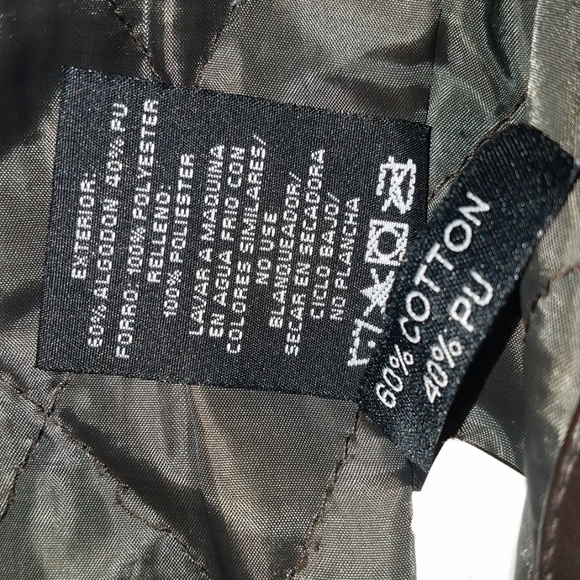 EXTERIOR:
60% ALGODON 40% PU
FORRO: 100% POLYESTER
RELLENO:
100% POLIESTER
LAVAR A MAQUINA
EN AGUA FRIO CON
COLORES SIMILARES/
NO USE
BLANQUEADOR/
SECAR EN SECADORA
CICLO BAJO/
NO PLANCHA
60% COTTON
40% PU